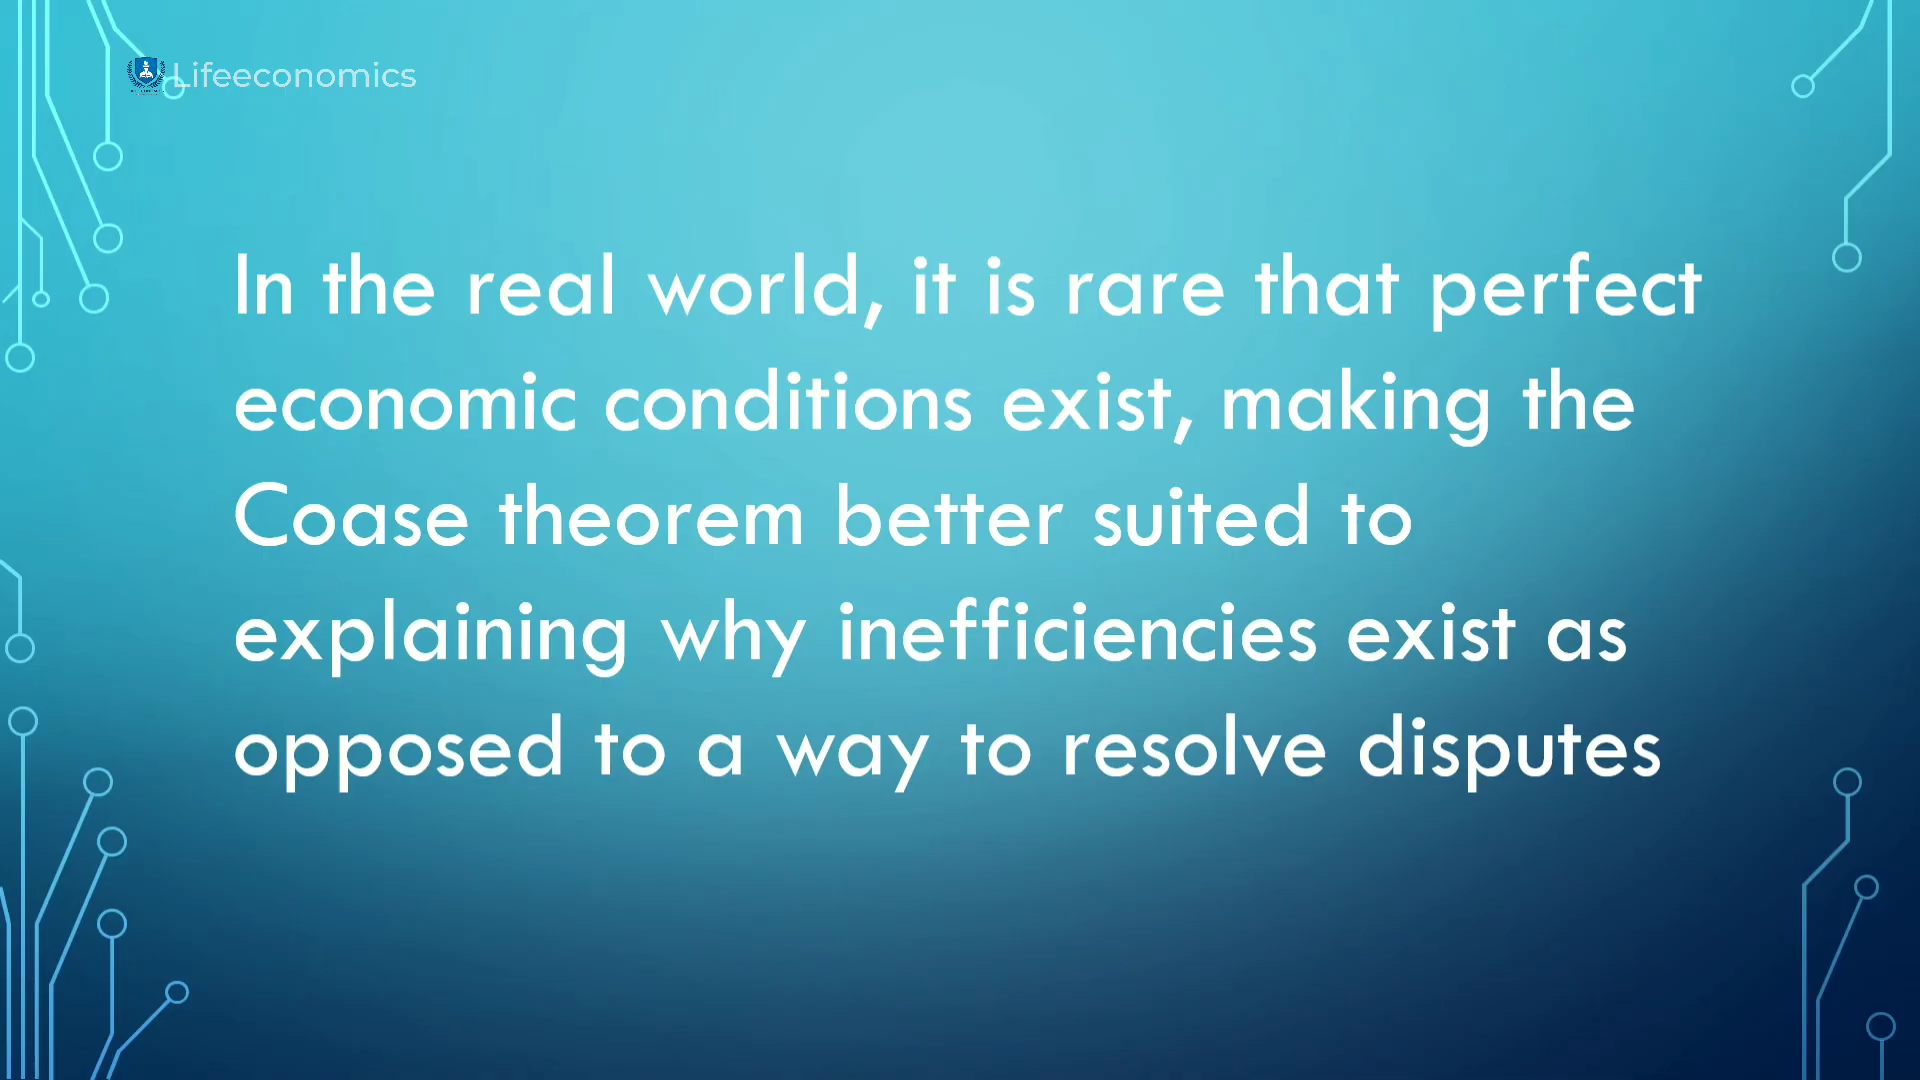 Lifeeconomics
In the real world, it is rare that perfect
economic conditions exist, making the
Coase theorem better suited to
explaining why inefficiencies exist as
opposed to a way to resolve disputes